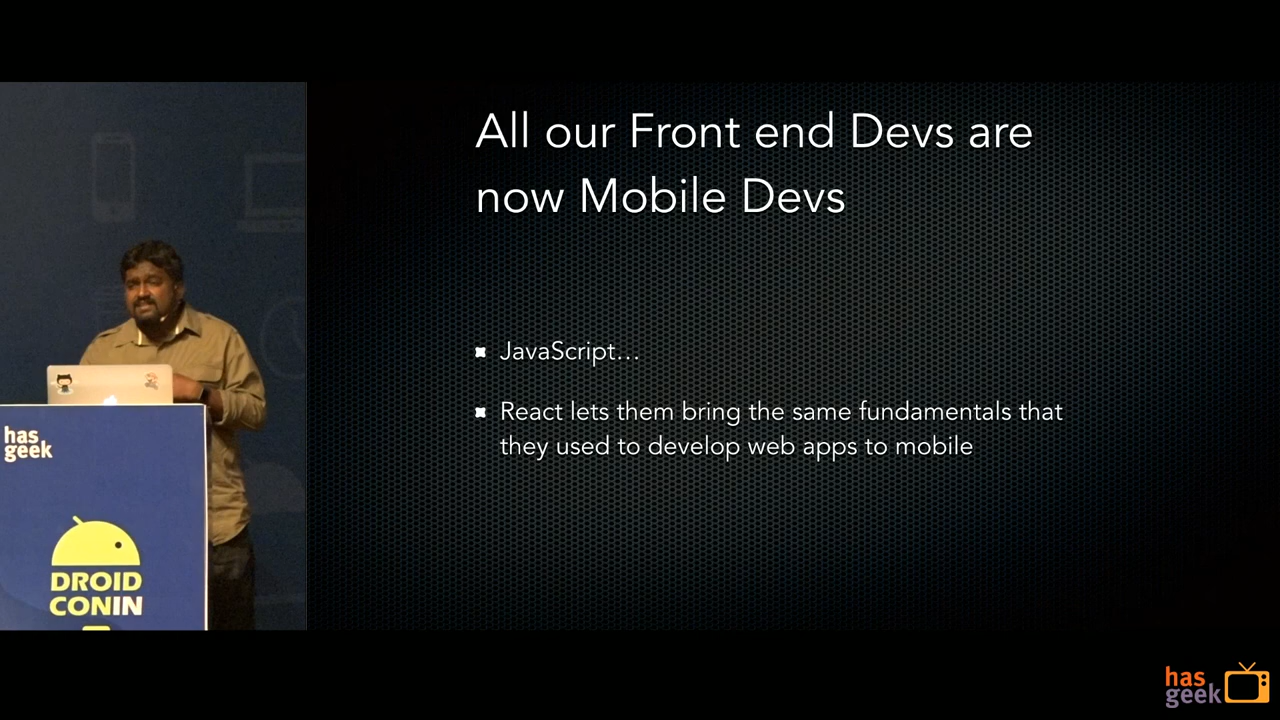 All our Front end Devs are
now Mobile Devs
JavaScript...
React lets them bring the same fundamentals that
they used to develop web apps to mobile
has
geek
DROID
CONIN
has
geek